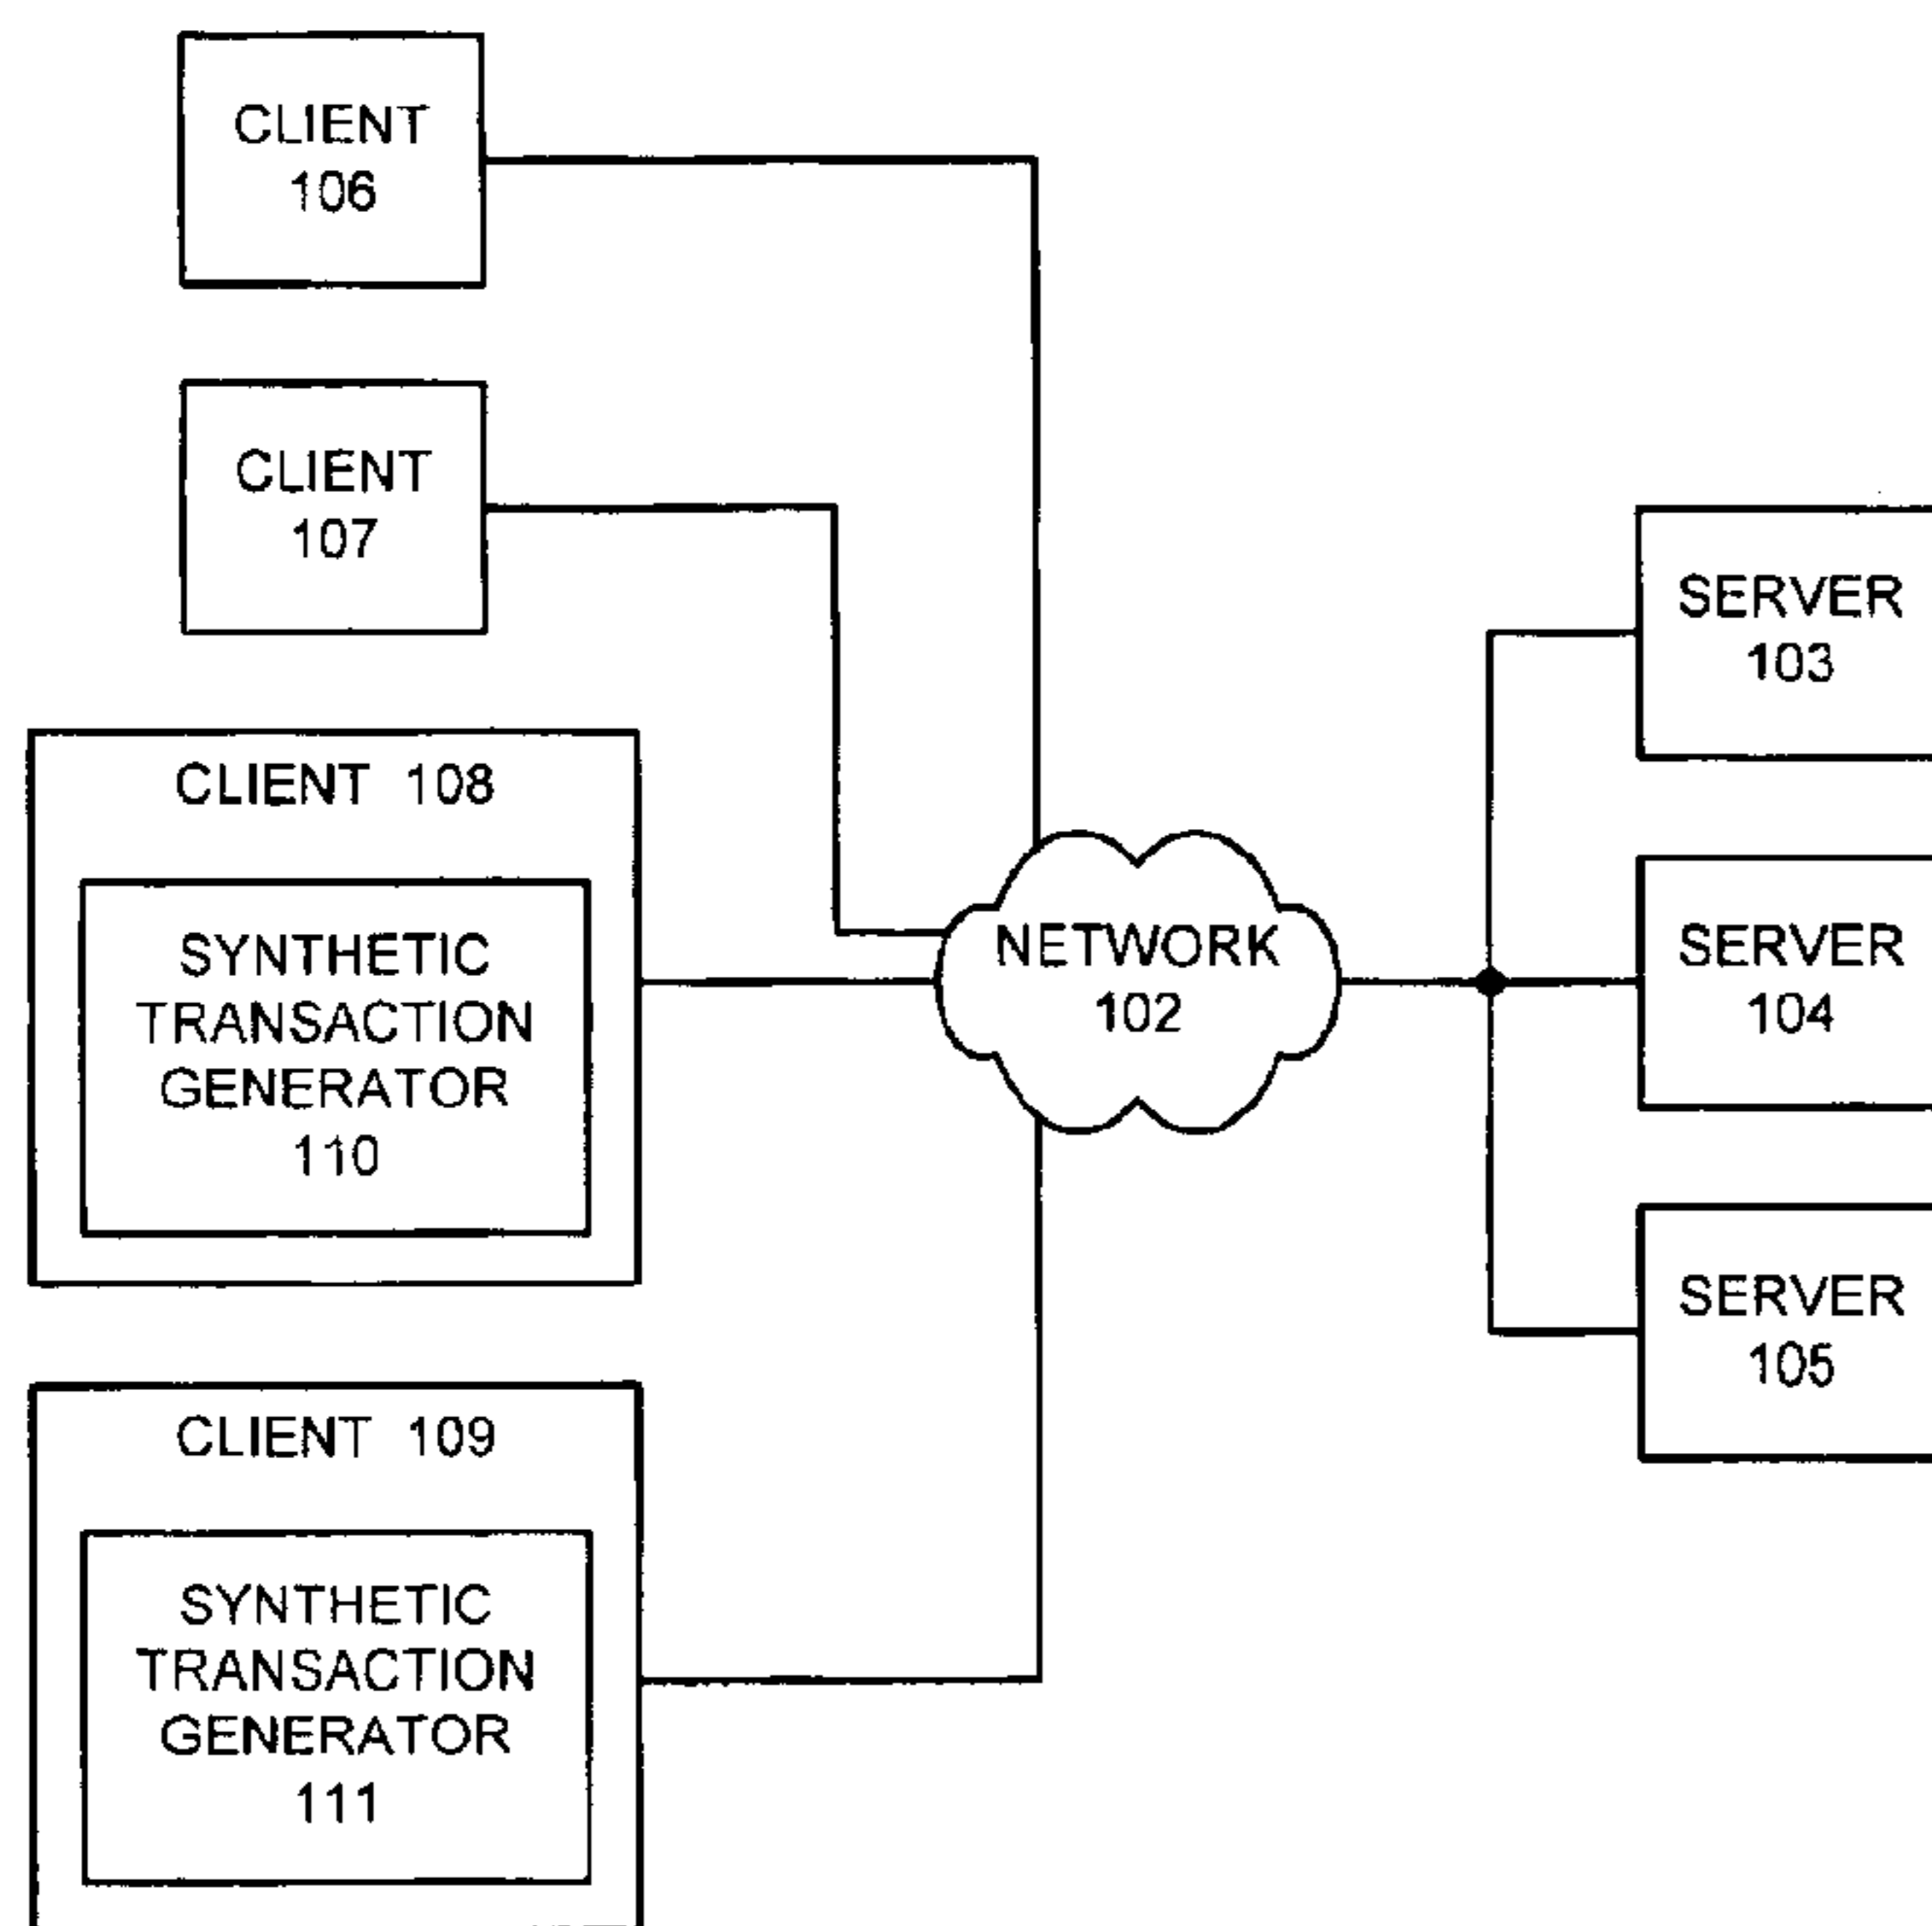 CLIENT
106
CLIENT
107
CLIENT 108
SYNTHETIC
TRANSACTION
GENERATOR
110
CLIENT 109
SYNTHETIC
TRANSACTION
GENERATOR
111
NETWORK
102
SERVER
103
SERVER
104
SERVER
105